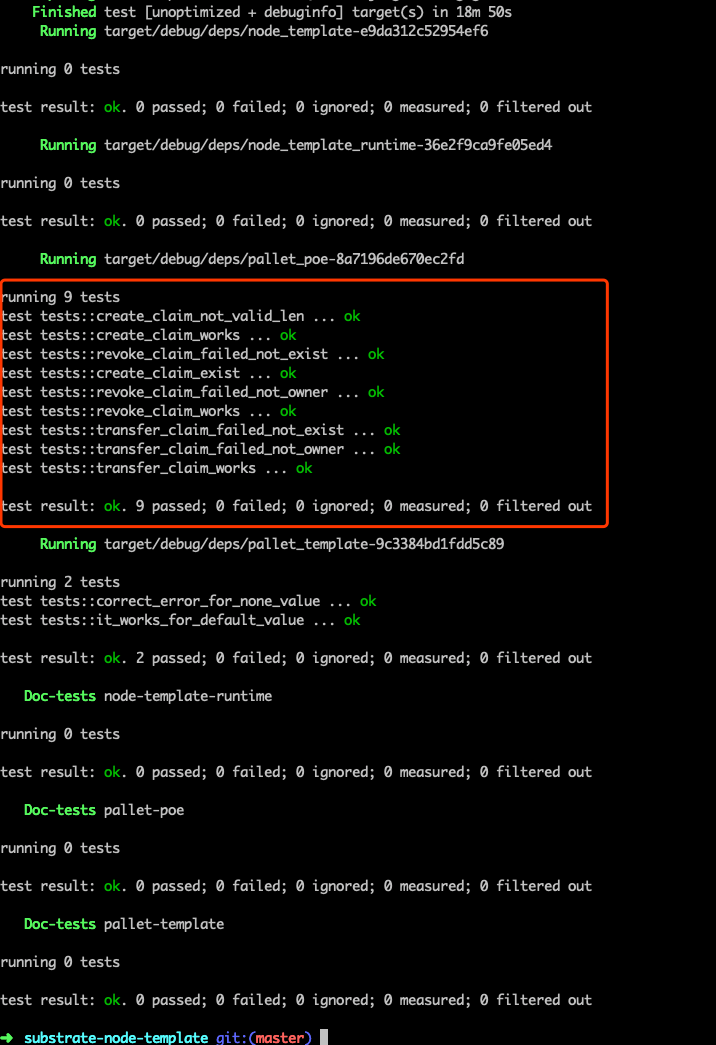 Finished test [unoptimized + debuginfo] target(s) in 18m 50s
Running target/debug/deps/node_template-e9da312c52954ef6
running 0 tests
test result: ok. 0 passed; 0 failed; 0 ignored; 0 measured; 0 filtered out
Running target/debug/deps/node_template_runtime-36e2f9ca9fe05ed4
running 0 tests
test result: ok. 0 passed; 0 failed; 0 ignored; 0 measured; 0 filtered out
Running target/debug/deps/pallet_poe-8a7196de670ec2fd
running 9 tests
test tests::create_claim_not_valid_len ... ok
test tests::create_claim_works ... ok
test tests::revoke_claim_failed_not_exist ... ok
test tests::create_claim_exist ... ok
test tests::revoke_claim_failed_not_owner ... ok
test tests::revoke_claim_works ... ok
test tests::transfer_claim_failed_not_exist ... ok
test tests::transfer_claim_failed_not_owner ... ok
test tests::transfer_claim_works ... ok
test result: ok. 9 passed; 0 failed; 0 ignored; 0 measured; 0 filtered out
Running target/debug/deps/pallet_template-9c3384bd1fdd5c89
running 2 tests
test tests::correct_error_for_none_value ... ok
test tests::it_works_for_default_value ... ok
test result: ok. 2 passed; 0 failed; 0 ignored; 0 measured; 0 filtered out
Doc-tests node-template-runtime
running 0 tests
test result: ok. 0 passed; 0 failed; 0 ignored; 0 measured; 0 filtered out
Doc-tests pallet-poe
running 0 tests
test result: ok. 0 passed; 0 failed; 0 ignored; 0 measured; 0 filtered out
Doc-tests pallet-template
running 0 tests
test result: ok. 0 passed; 0 failed; 0 ignored; 0 measured; 0 filtered out
➜ substrate-node-template git:(master)